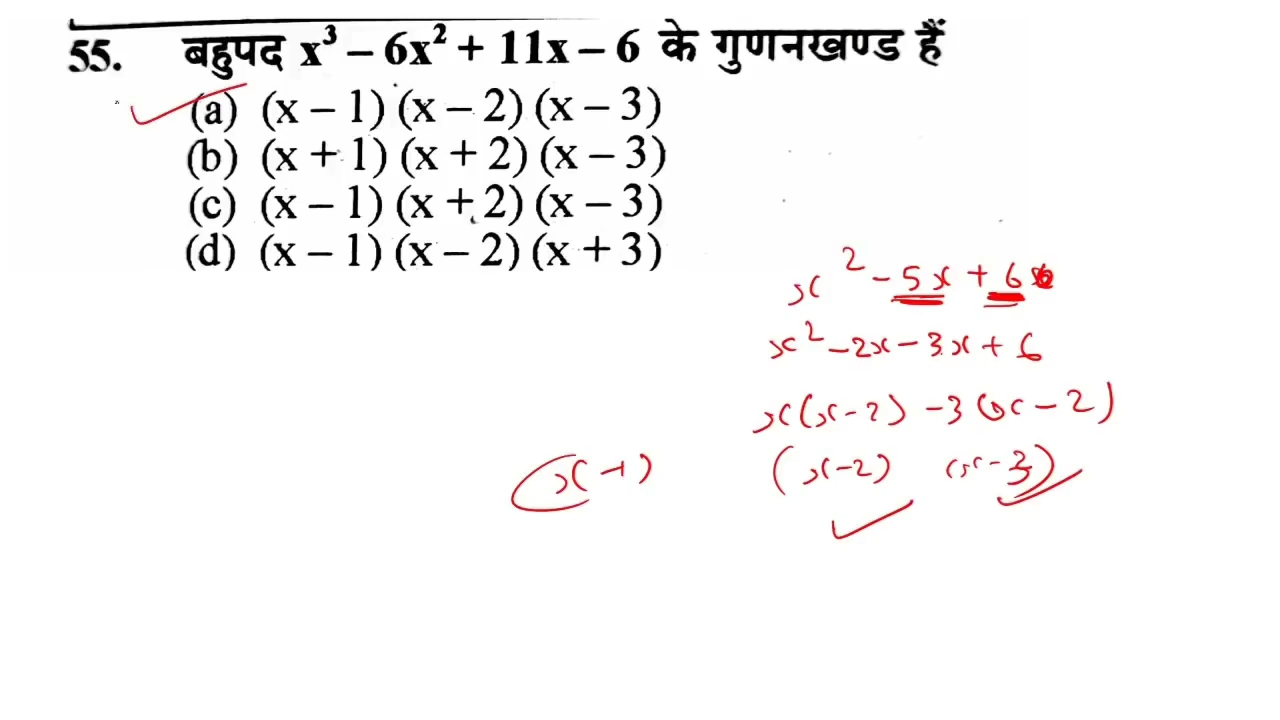 55. बहुपद x³ – 6x² + 11x – 6 के गुणनखण्ड हैं
(a) (x – 1) (x – 2) (x – 3)
(b) (x + 1) (x + 2) (x – 3)
(c) (x – 1) (x + 2) (x – 3)
(d) (x – 1) (x – 2) (x + 3)
x² – 5x + 6
x² – 2x – 3x + 6
x(x – 2) – 3(x – 2)
(x – 1) (x – 2) (x – 3)